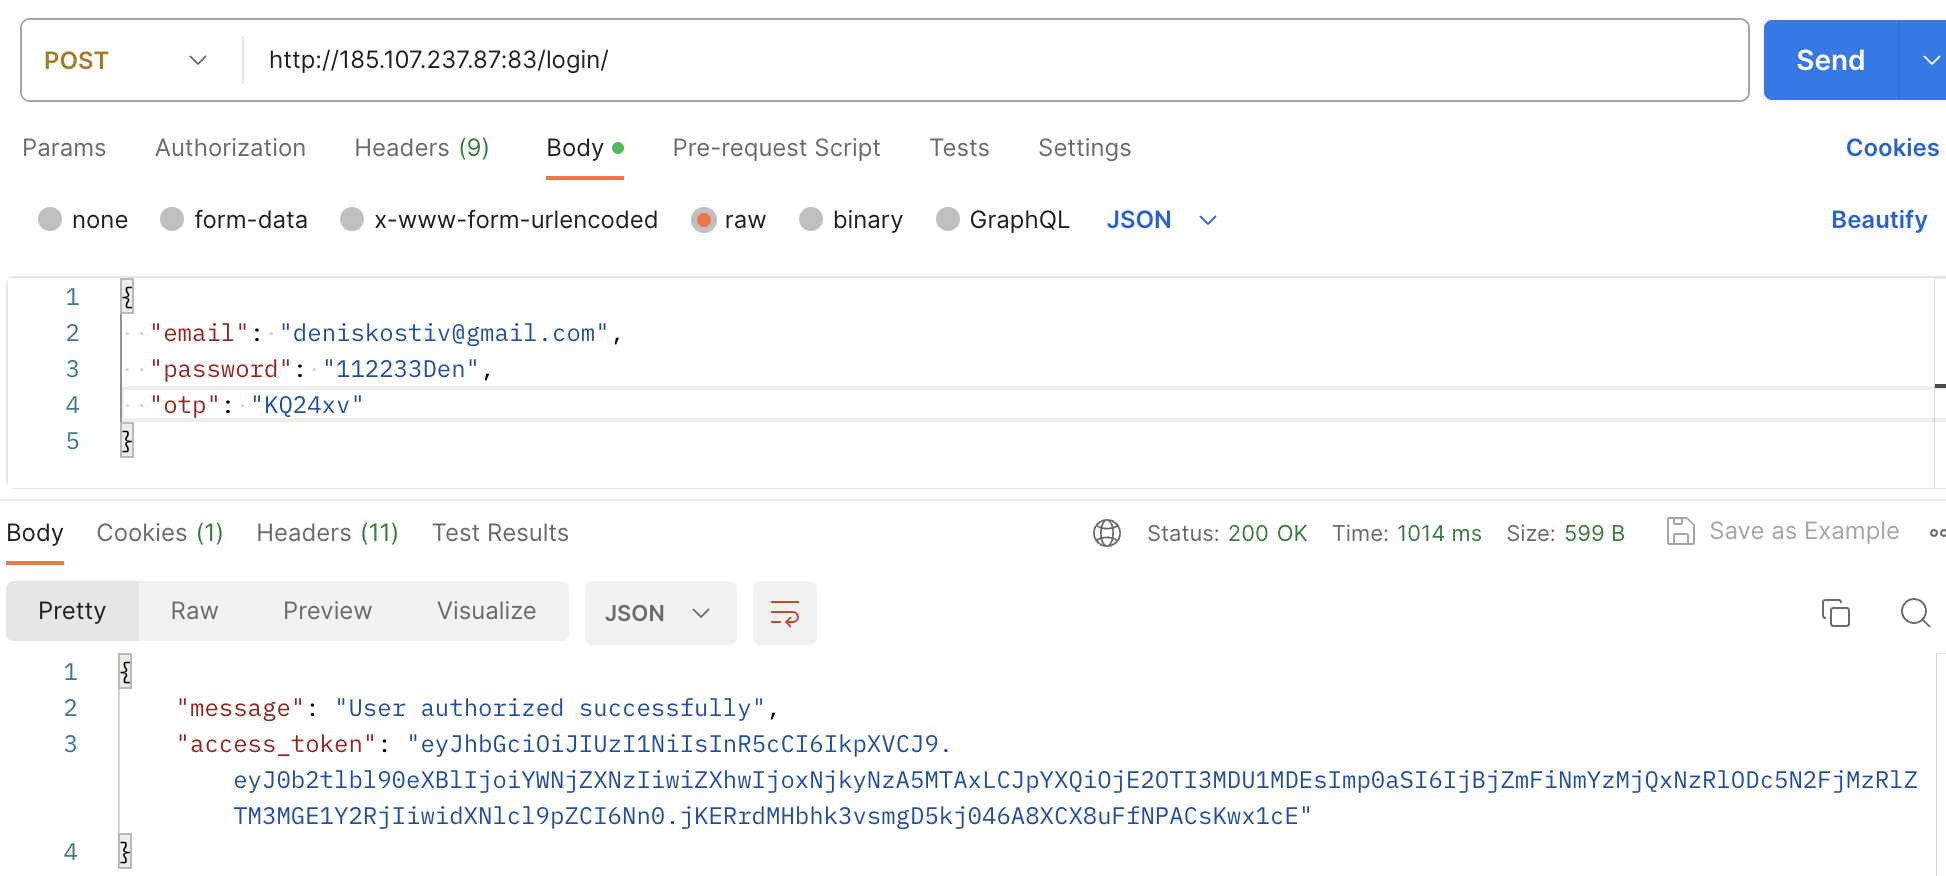 POST http://185.107.237.87:83/login/ Send
Params Authorization Headers (9) Body Pre-request Script Tests Settings Cookies
none form-data x-www-form-urlencoded raw binary GraphQL JSON Beautify
1 {
2 "email": "deniskostiv@gmail.com",
3 "password": "112233Den",
4 "otp": "KQ24xv"
5 }
Body Cookies (1) Headers (11) Test Results Status: 200 OK Time: 1014 ms Size: 599 B Save as Example
Pretty Raw Preview Visualize JSON
1 {
2 "message": "User authorized successfully",
3 "access_token": "eyJhbGciOiJIUzI1NiIsInR5cCI6IkpXVCJ9.
eyJ0b2tlbl90eXBlIjoiYWNjZXNzIiwiZXhwIjoxNjkyNzA5MTAxLCJpYXQiOjE2OTI3MDU1MDEsImp0aSI6IjBjZmFiNmYzMjQxNzRlODc5N2FjMzRlZ
TM3MGE1Y2RjIiwidXNlcl9pZCI6Nn0.jKERrdMHbhk3vsmgD5kj046A8XCX8uFfNPACsKwx1cE"
4 }